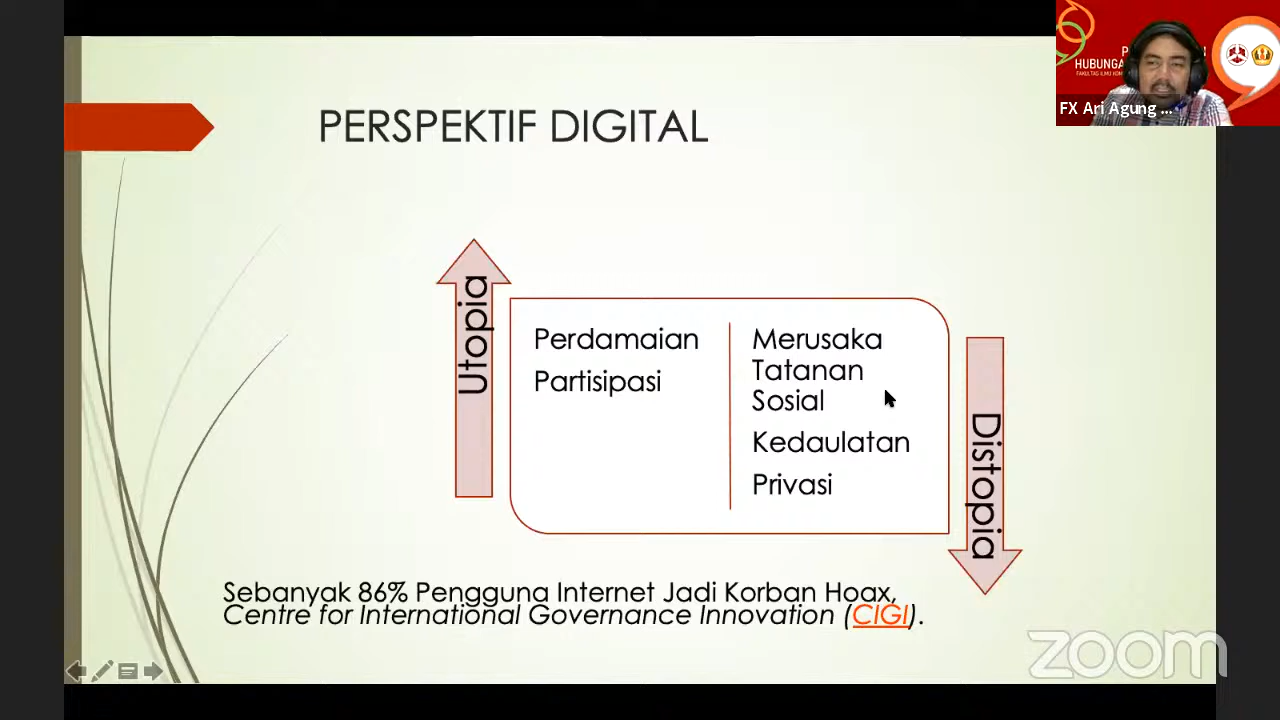 PERSPEKTIF DIGITAL
HUBUNGA
FX Ari Agung ...
Utopia
Perdamaian
Partisipasi
Merusaka
Tatanan
Sosial
Kedaulatan
Privasi
Distopia
Sebanyak 86% Pengguna Internet Jadi Korban Hoax,
Centre for International Governance Innovation (CIGI).
zoom